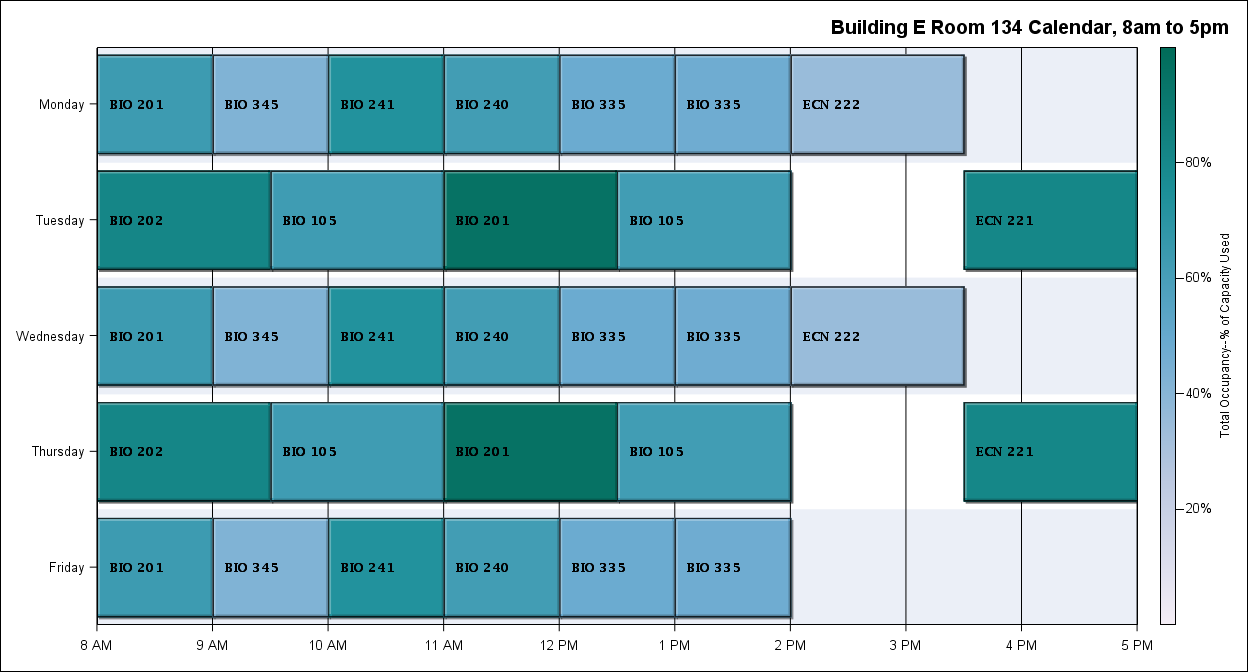 Building E Room 134 Calendar, 8am to 5pm
Monday
BIO 201
BIO 345
BIO 241
BIO 240
BIO 335
BIO 335
ECN 222
Tuesday
BIO 202
BIO 105
BIO 201
BIO 105
ECN 221
Wednesday
BIO 201
BIO 345
BIO 241
BIO 240
BIO 335
BIO 335
ECN 222
Thursday
BIO 202
BIO 105
BIO 201
BIO 105
ECN 221
Friday
BIO 201
BIO 345
BIO 241
BIO 240
BIO 335
BIO 335
8 AM
9 AM
10 AM
11 AM
12 PM
1 PM
2 PM
3 PM
4 PM
5 PM
80%
60%
40%
20%
Total Occupancy--% of Capacity Used